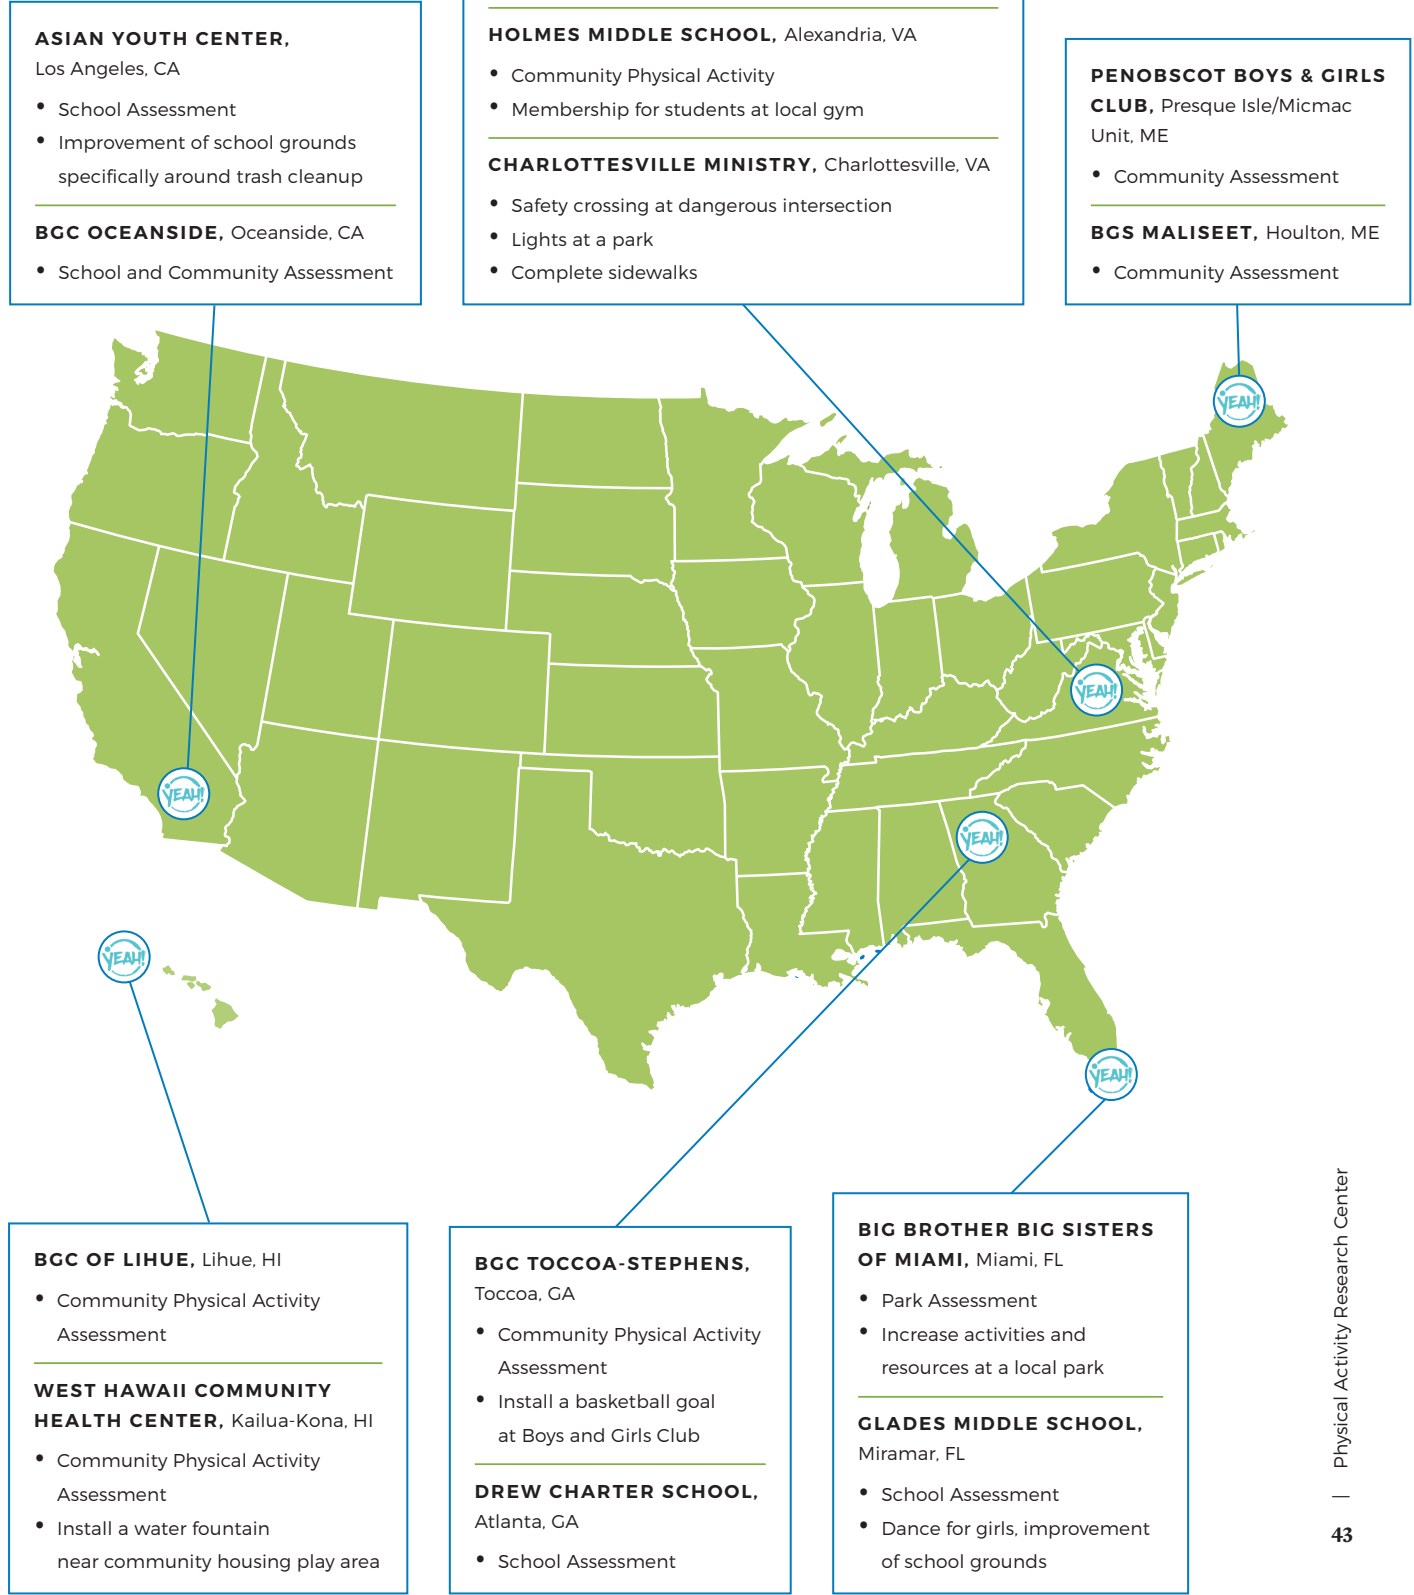 ASIAN YOUTH CENTER,
Los Angeles, CA
• School Assessment
• Improvement of school grounds
specifically around trash cleanup
BGC OCEANSIDE, Oceanside, CA
• School and Community Assessment
HOLMES MIDDLE SCHOOL, Alexandria, VA
• Community Physical Activity
• Membership for students at local gym
CHARLOTTESVILLE MINISTRY, Charlottesville, VA
• Safety crossing at dangerous intersection
• Lights at a park
• Complete sidewalks
PENOBSCOT BOYS & GIRLS
CLUB, Presque Isle/Micmac
Unit, ME
• Community Assessment
BGS MALISEET, Houlton, ME
• Community Assessment
YEAH!
YEAH!
YEAH!
YEAH!
YEAH!
YEAH!
BGC OF LIHUE, Lihue, HI
• Community Physical Activity
Assessment
WEST HAWAII COMMUNITY
HEALTH CENTER, Kailua-Kona, HI
• Community Physical Activity
Assessment
• Install a water fountain
near community housing play area
BGC TOCCOA-STEPHENS,
Toccoa, GA
• Community Physical Activity
Assessment
• Install a basketball goal
at Boys and Girls Club
DREW CHARTER SCHOOL,
Atlanta, GA
• School Assessment
BIG BROTHER BIG SISTERS
OF MIAMI, Miami, FL
• Park Assessment
• Increase activities and
resources at a local park
GLADES MIDDLE SCHOOL,
Miramar, FL
• School Assessment
• Dance for girls, improvement
of school grounds
Physical Activity Research Center
—
43